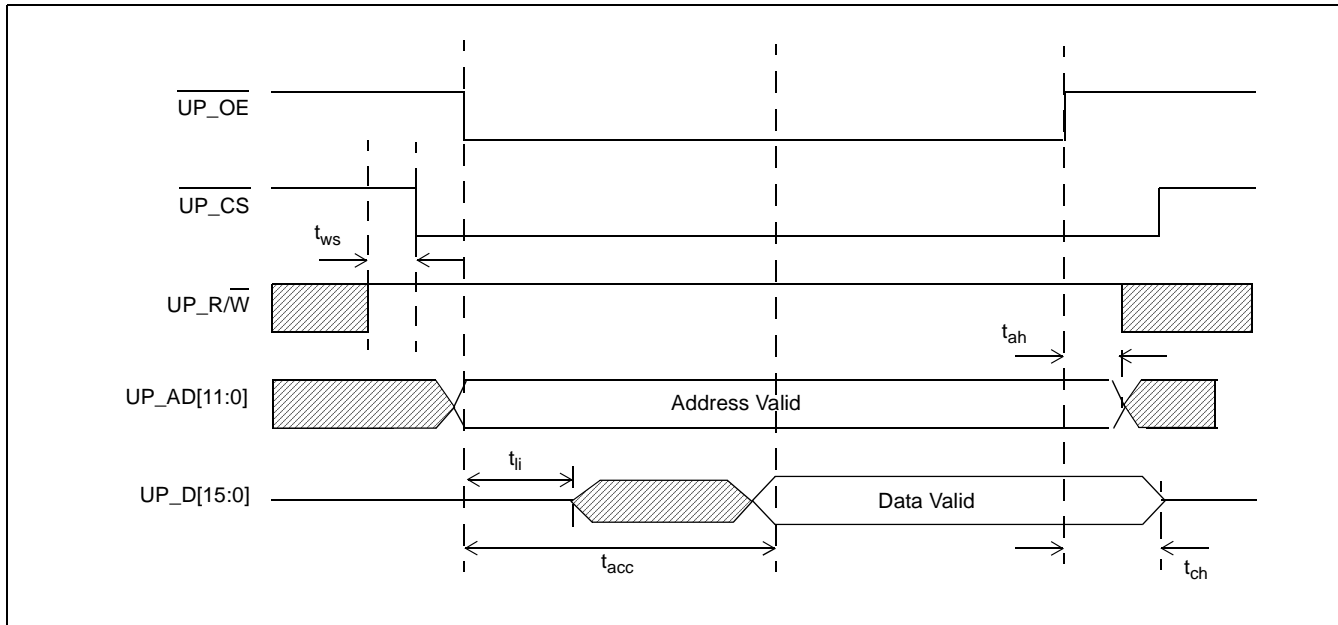 UP_OE
UP_CS
t_ws
UP_R/W̅
t_ah
UP_AD[11:0]
Address Valid
t_li
UP_D[15:0]
Data Valid
t_acc
t_ch